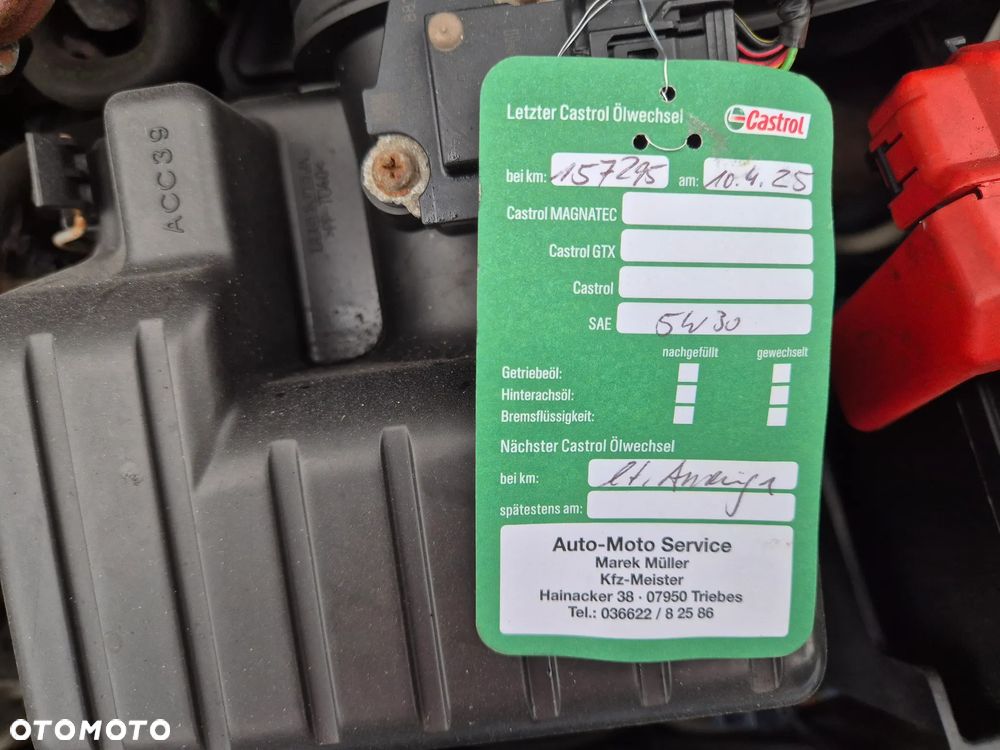 ACC39
Letzter Castrol Ölwechsel
Castrol
bei km: 157295 am: 10.4.25
Castrol MAGNATEC
Castrol GTX
Castrol
SAE 5W30
nachgefüllt gewechselt
Getriebeöl:
Hinterachsöl:
Bremsflüssigkeit:
Nächster Castrol Ölwechsel
bei km: lt. Anzeige
spätestens am:
Auto-Moto Service
Marek Müller
Kfz-Meister
Hainacker 38 · 07950 Triebes
Tel.: 036622 / 8 25 86
OTOMOTO